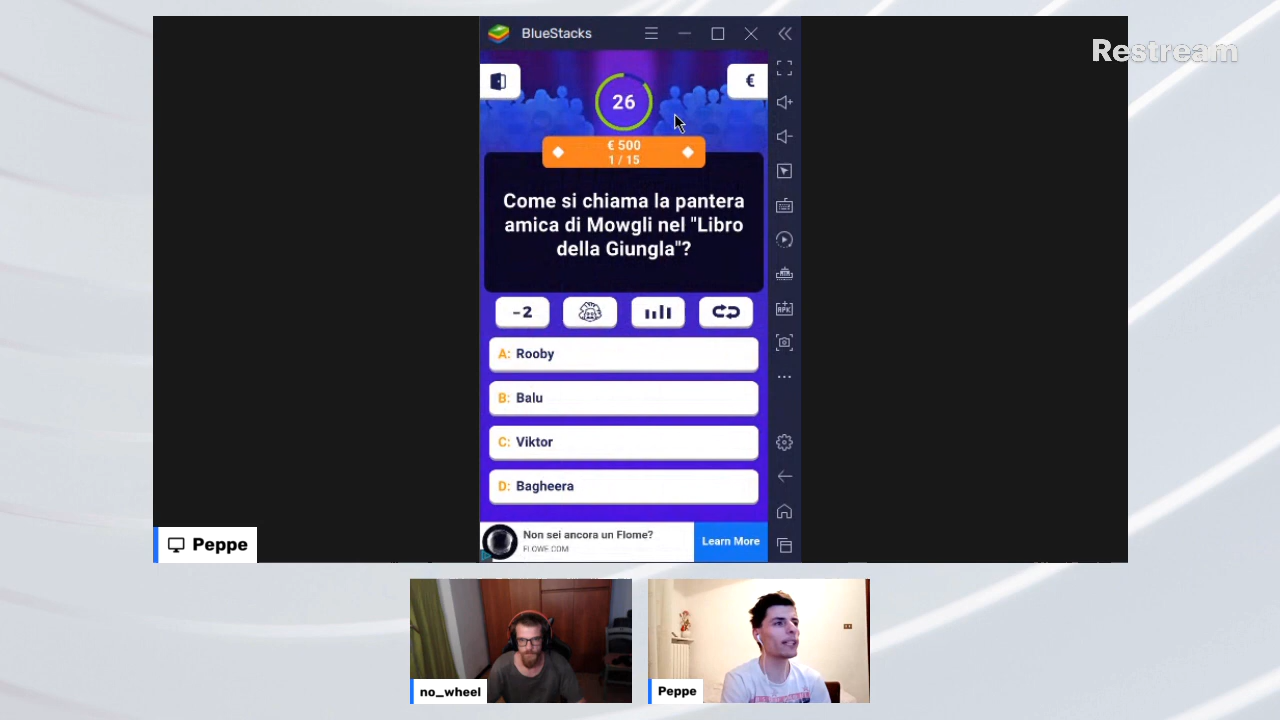 BlueStacks
Restream
26
€
€ 500
1 / 15
Come si chiama la pantera
amica di Mowgli nel "Libro
della Giungla"?
-2
A: Rooby
B: Balu
C: Viktor
D: Bagheera
Non sei ancora un Flome?
FLOWE.COM
Learn More
Peppe
no_wheel
Peppe